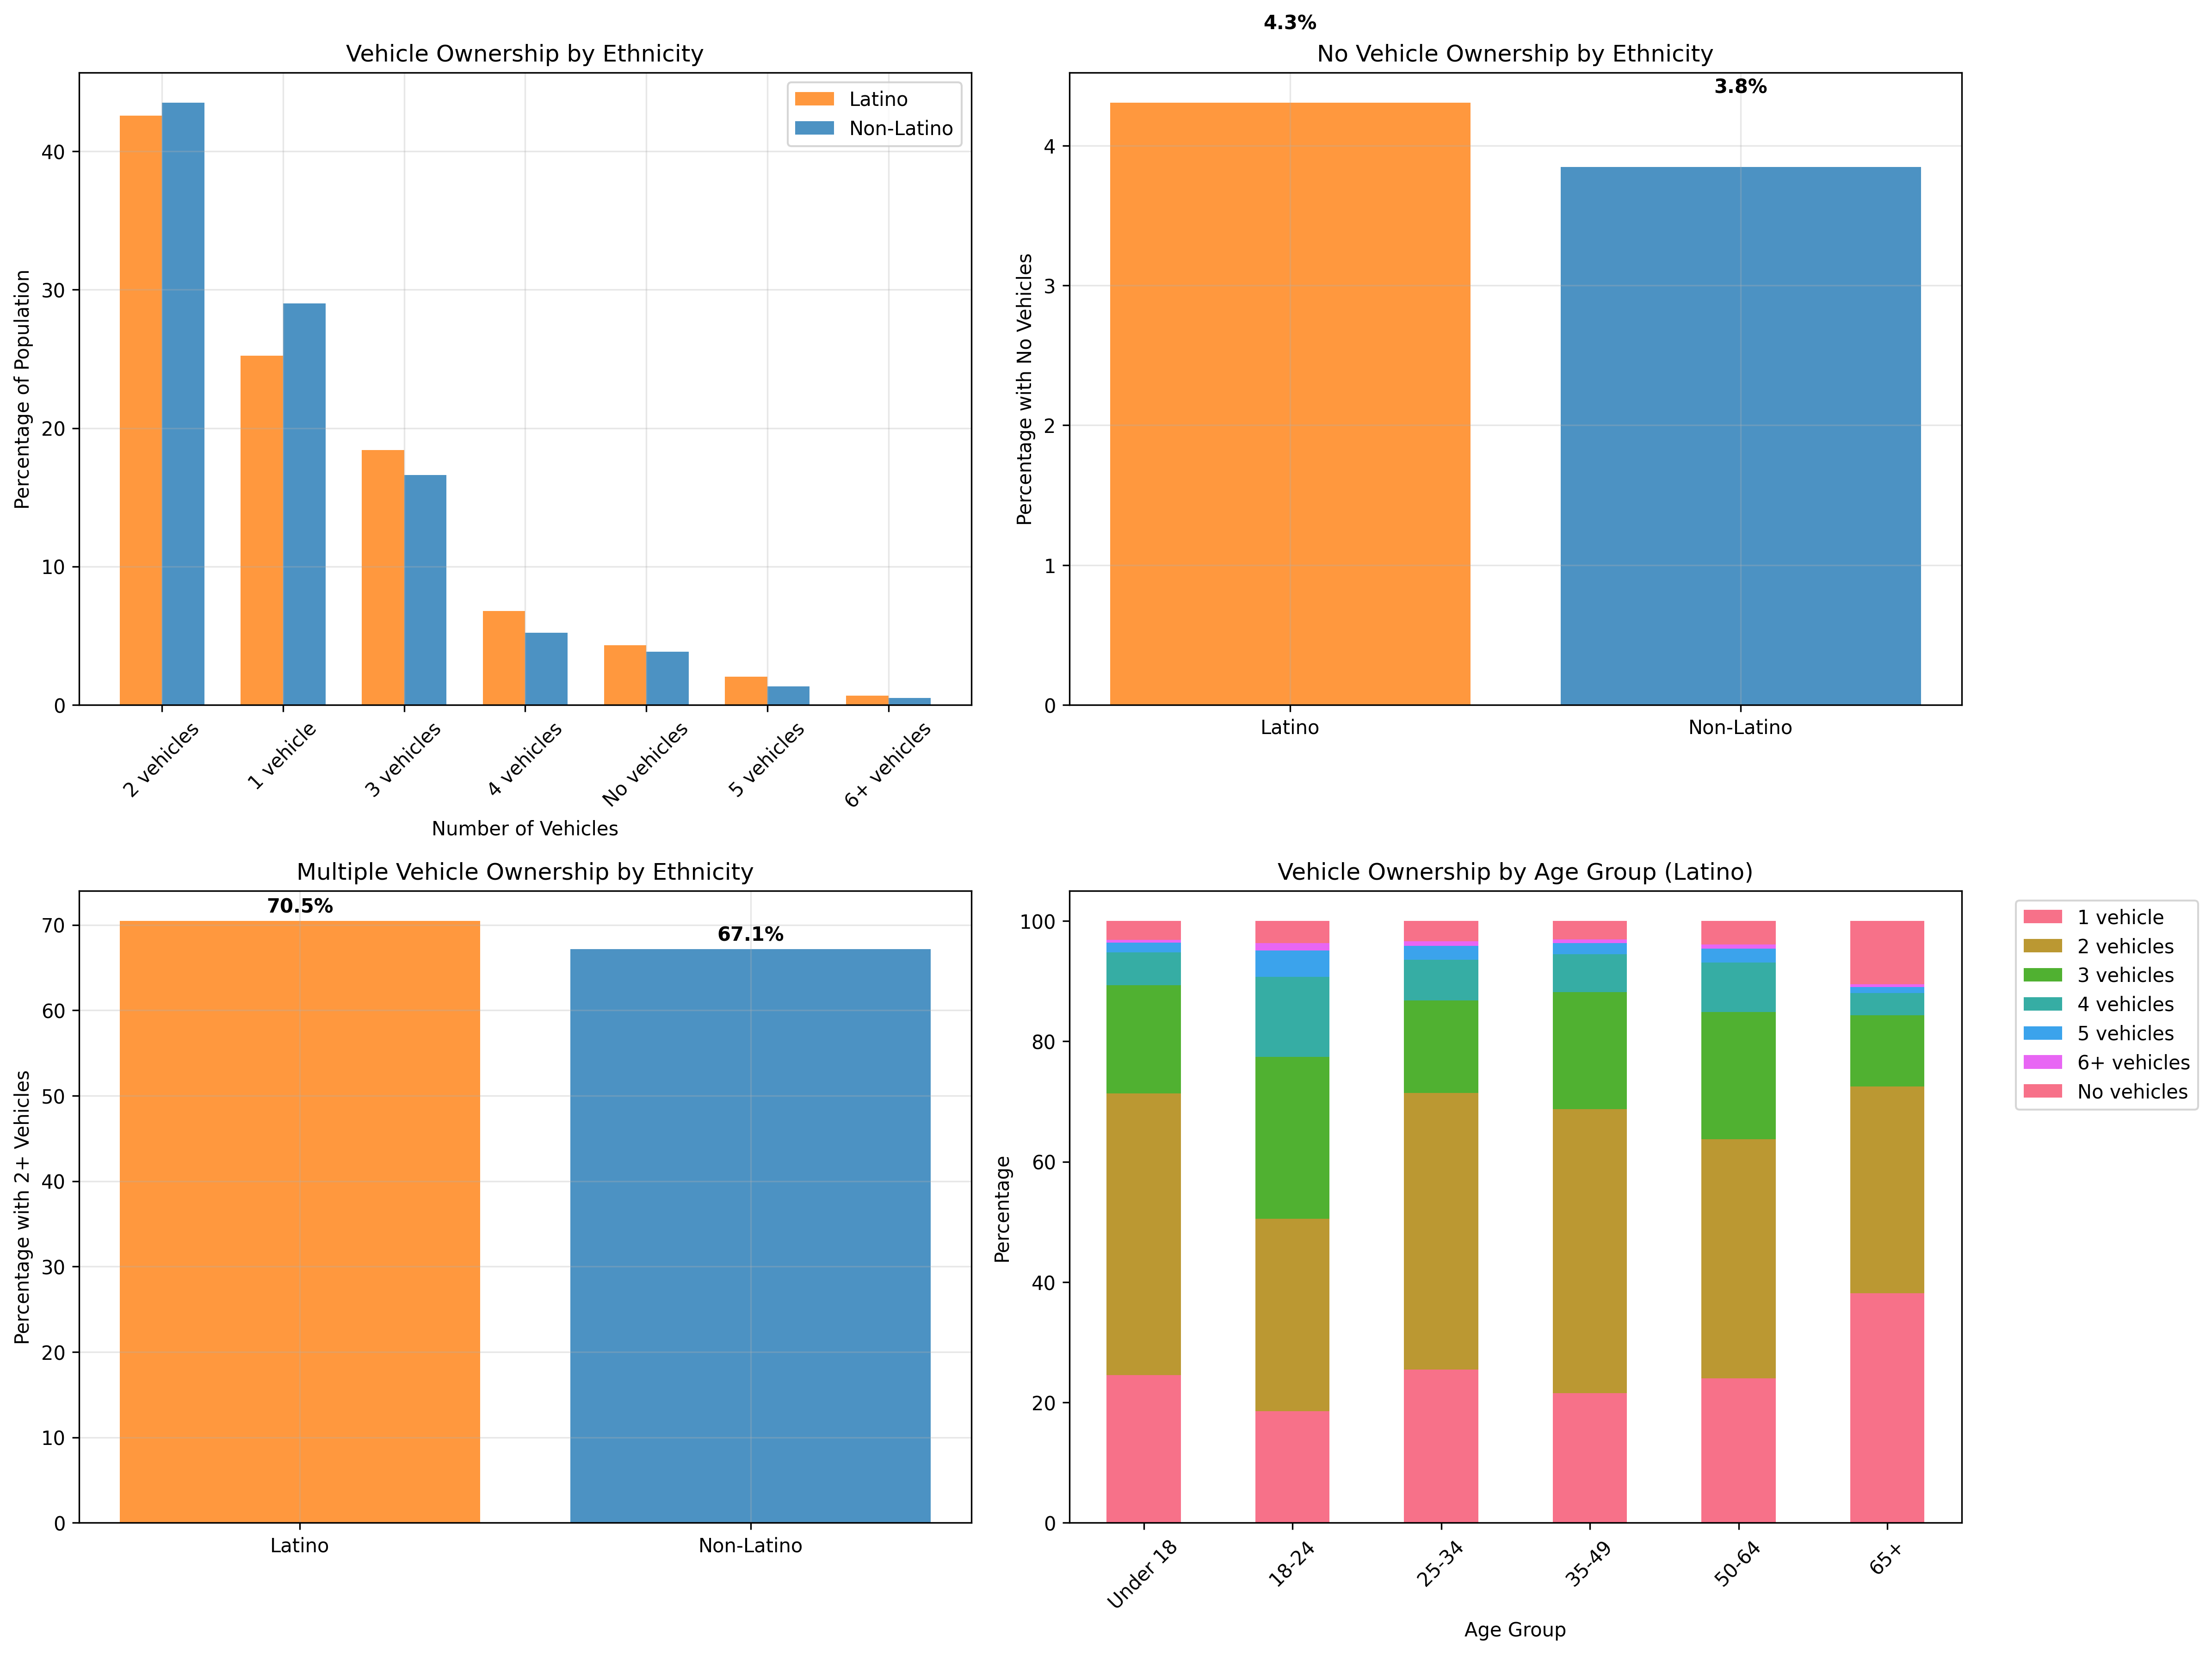 Vehicle Ownership by Ethnicity
Latino
Non-Latino
Percentage of Population
40
30
20
10
0
2 vehicles
1 vehicle
3 vehicles
4 vehicles
No vehicles
5 vehicles
6+ vehicles
Number of Vehicles
4.3%
No Vehicle Ownership by Ethnicity
3.8%
Percentage with No Vehicles
4
3
2
1
0
Latino
Non-Latino
Multiple Vehicle Ownership by Ethnicity
70.5%
67.1%
Percentage with 2+ Vehicles
70
60
50
40
30
20
10
0
Latino
Non-Latino
Vehicle Ownership by Age Group (Latino)
Percentage
100
80
60
40
20
0
Under 18
18-24
25-34
35-49
50-64
65+
Age Group
1 vehicle
2 vehicles
3 vehicles
4 vehicles
5 vehicles
6+ vehicles
No vehicles